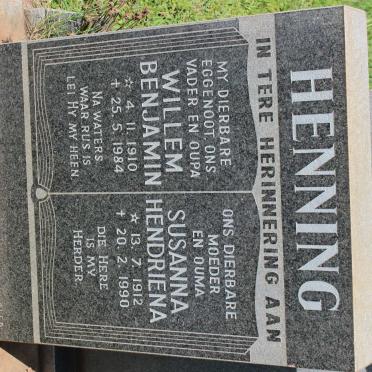 HENNING
IN TERE HERINNERING AAN
MY DIERBARE
EGGENOOT, ONS
VADER EN OUPA
WILLEM
BENJAMIN
☆ 4. 11. 1910
† 25. 5. 1984
NA WATERS
WAAR RUS IS
LEI HY MY HEEN.
ONS DIERBARE
MOEDER
EN OUMA
SUSANNA
HENDRIENA
☆ 13. 7. 1912
† 20. 2. 1990
DIE HERE
IS MY
HERDER